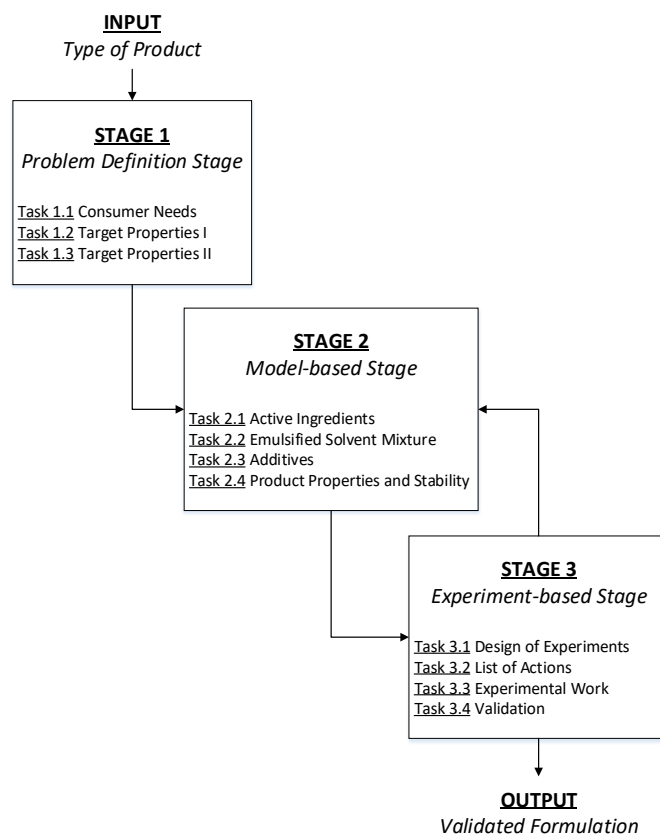 INPUT
Type of Product
STAGE 1
Problem Definition Stage
Task 1.1 Consumer Needs
Task 1.2 Target Properties I
Task 1.3 Target Properties II
STAGE 2
Model-based Stage
Task 2.1 Active Ingredients
Task 2.2 Emulsified Solvent Mixture
Task 2.3 Additives
Task 2.4 Product Properties and Stability
STAGE 3
Experiment-based Stage
Task 3.1 Design of Experiments
Task 3.2 List of Actions
Task 3.3 Experimental Work
Task 3.4 Validation
OUTPUT
Validated Formulation